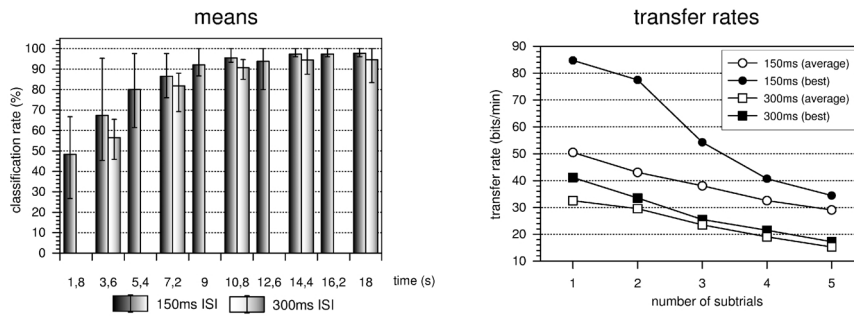 means
classification rate (%)
100
90
80
70
60
50
40
30
20
10
0
1,8 3,6 5,4 7,2 9 10,8 12,6 14,4 16,2 18 time (s)
150ms ISI 300ms ISI
transfer rates
transfer rate (bits/min)
90
80
70
60
50
40
30
20
10
150ms (average)
150ms (best)
300ms (average)
300ms (best)
1 2 3 4 5
number of subtrials